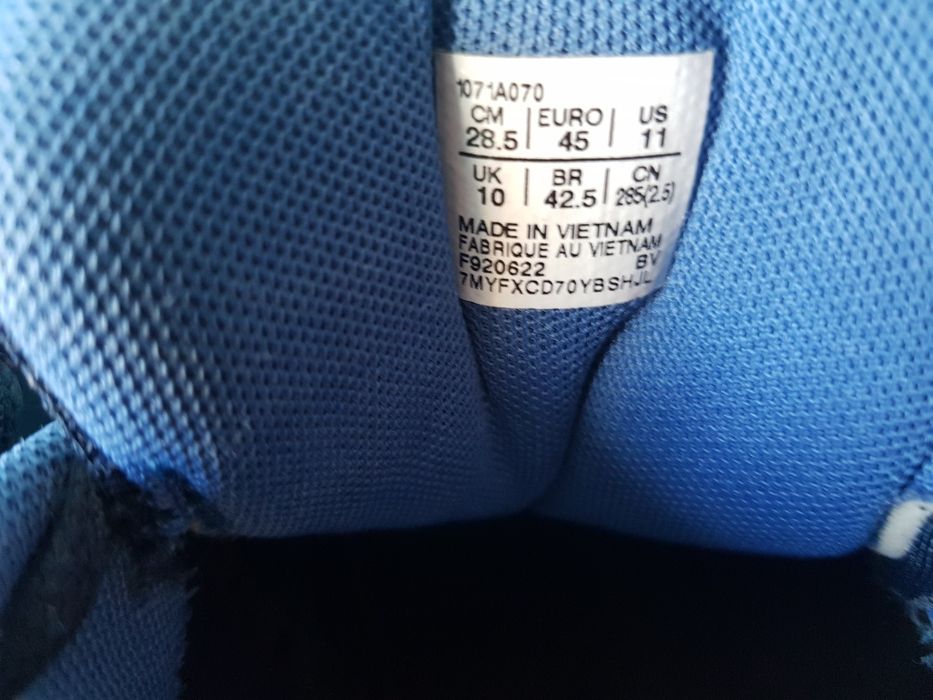 1071A070
CM | EURO | US
28.5 | 45 | 11
UK | BR | CN
10 | 42.5 | 285(2.5)
MADE IN VIETNAM
FABRIQUE AU VIETNAM
F920622 BV
7MYFXCD70YBSHJL